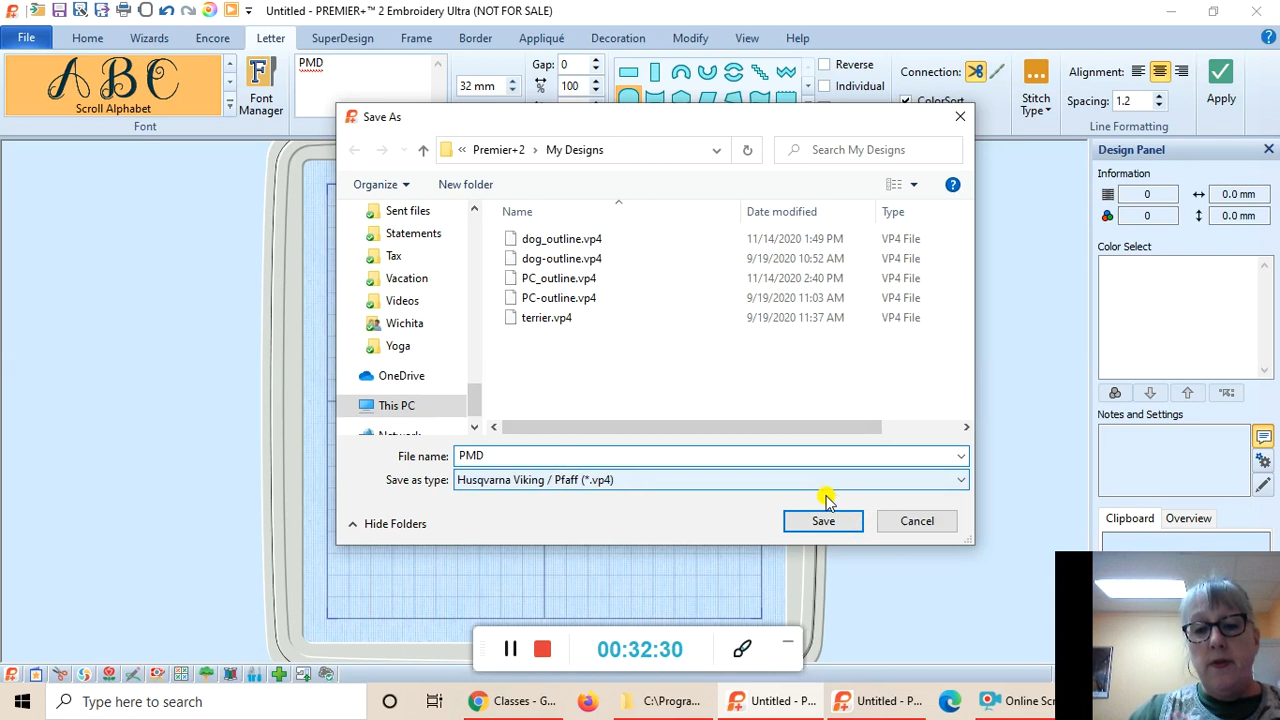 Untitled - PREMIER+™ 2 Embroidery Ultra (NOT FOR SALE)
File Home Wizards Encore Letter SuperDesign Frame Border Appliqué Decoration Modify View Help
ABC
Scroll Alphabet
Font
Font Manager
PMD
32 mm
Gap: 0
% 100
Reverse
Individual
Connection:
ColorSort
Stitch Type
Alignment:
Spacing: 1.2
Line Formatting
Apply
Save As
« Premier+2 › My Designs
Search My Designs
Organize
New folder
Sent files
Statements
Tax
Vacation
Videos
Wichita
Yoga
OneDrive
This PC
Name Date modified Type
dog_outline.vp4 11/14/2020 1:49 PM VP4 File
dog-outline.vp4 9/19/2020 10:52 AM VP4 File
PC_outline.vp4 11/14/2020 2:40 PM VP4 File
PC-outline.vp4 9/19/2020 11:03 AM VP4 File
terrier.vp4 9/19/2020 11:37 AM VP4 File
File name: PMD
Save as type: Husqvarna Viking / Pfaff (*.vp4)
Hide Folders
Save
Cancel
Design Panel
Information
0 0.0 mm
0 0.0 mm
Color Select
Notes and Settings
Clipboard Overview
00:32:30
Type here to search
Classes - G...
C:\Progra...
Untitled - P...
Untitled - P...
Online Scr